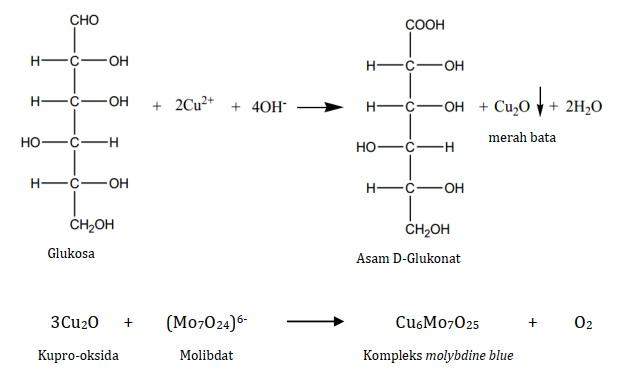 CHO COOH
H C OH H C OH
H C OH + 2Cu²⁺ + 4OH⁻ H C OH + Cu₂O + 2H₂O
merah bata
HO C H HO C H
H C OH H C OH
CH₂OH CH₂OH
Glukosa Asam D-Glukonat
3Cu₂O + (Mo₇O₂₄)⁶⁻ Cu₆Mo₇O₂₅ + O₂
Kupro-oksida Molibdat Kompleks molybdine blue